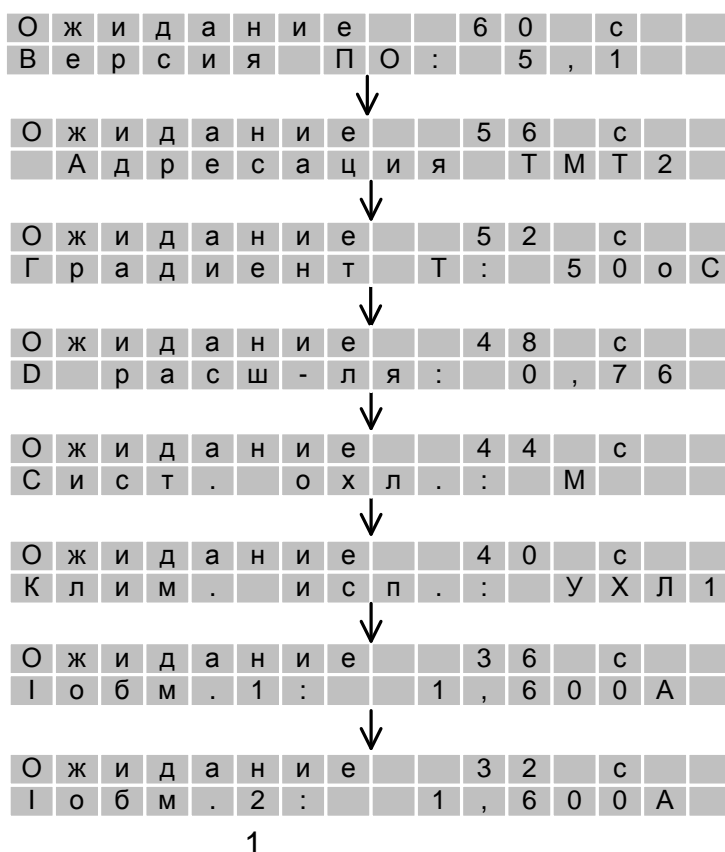 Ожидание 60 с
Версия ПО: 5,1
Ожидание 56 с
Адресация ТМТ2
Ожидание 52 с
Градиент Т: 50оС
Ожидание 48 с
D расш-ля: 0,76
Ожидание 44 с
Сист. охл.: М
Ожидание 40 с
Клим. исп.: УХЛ1
Ожидание 36 с
Iобм.1: 1,600А
Ожидание 32 с
Iобм.2: 1,600А
1